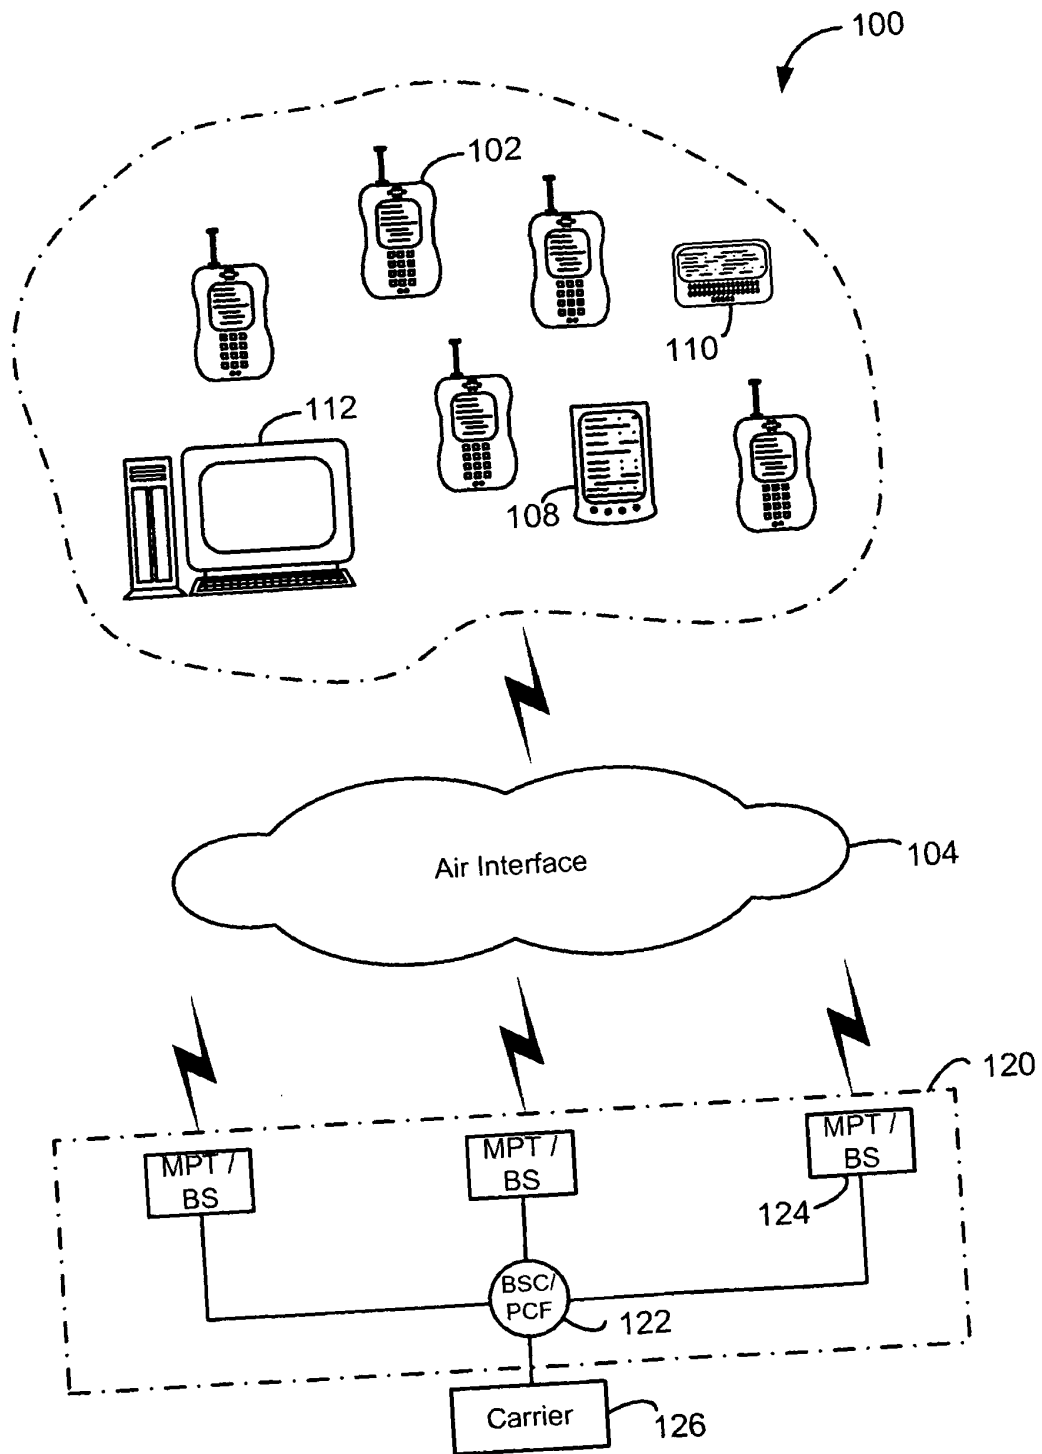 100
102
110
112
108
Air Interface
104
120
MPT /
BS
MPT /
BS
MPT /
BS
124
BSC/
PCF
122
Carrier
126